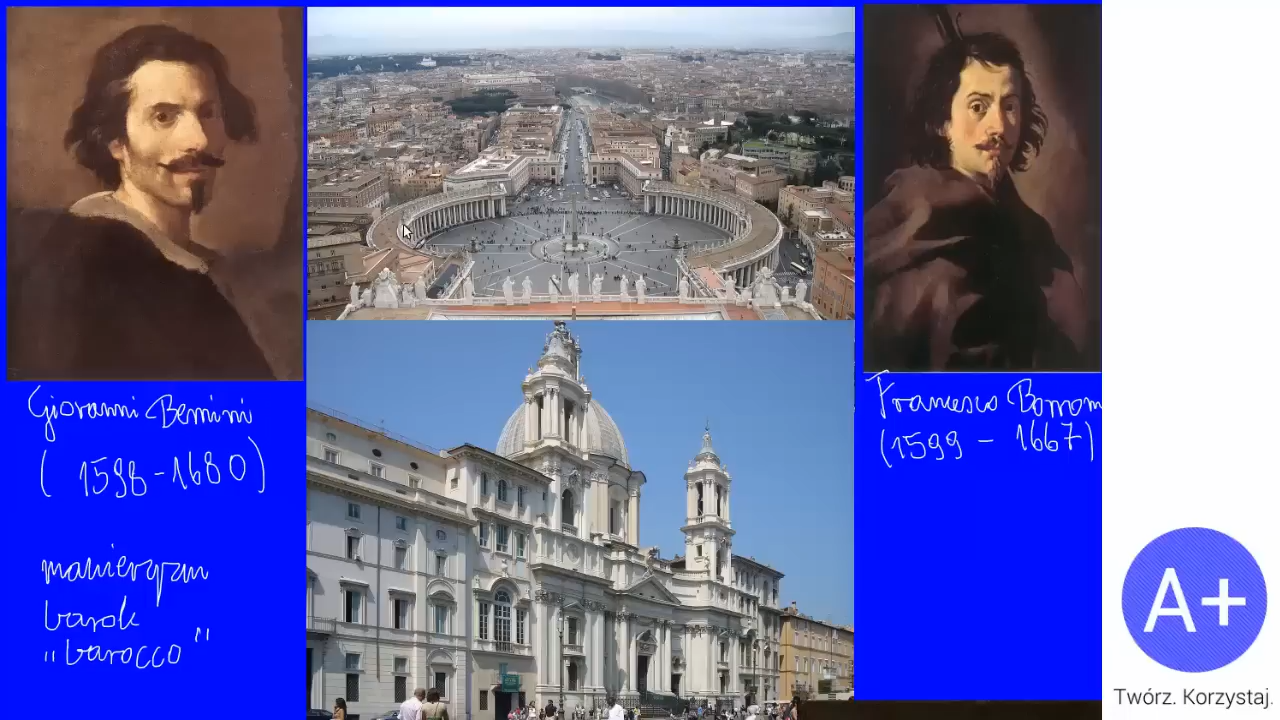 Giovanni Bernini
(1598-1680)
manieryzm
barok
"barocco"
Francesco Borrom
(1599 - 1667)
A+
Twórz. Korzystaj.